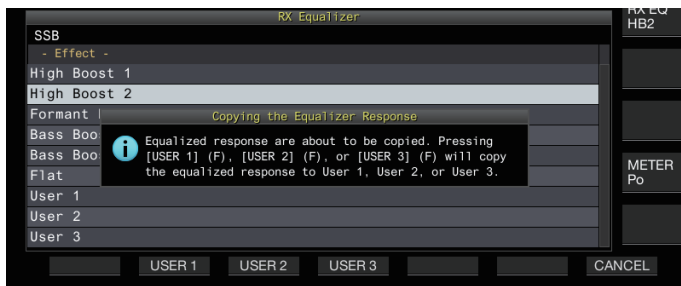 RX Equalizer
RX EQ
HB2
SSB
- Effect -
High Boost 1
High Boost 2
Formant
Copying the Equalizer Response
Bass Boo
Equalized response are about to be copied. Pressing
[USER 1] (F), [USER 2] (F), or [USER 3] (F) will copy
the equalized response to User 1, User 2, or User 3.
Bass Boo
Flat
METER
Po
User 1
User 2
User 3
USER 1 USER 2 USER 3 CANCEL